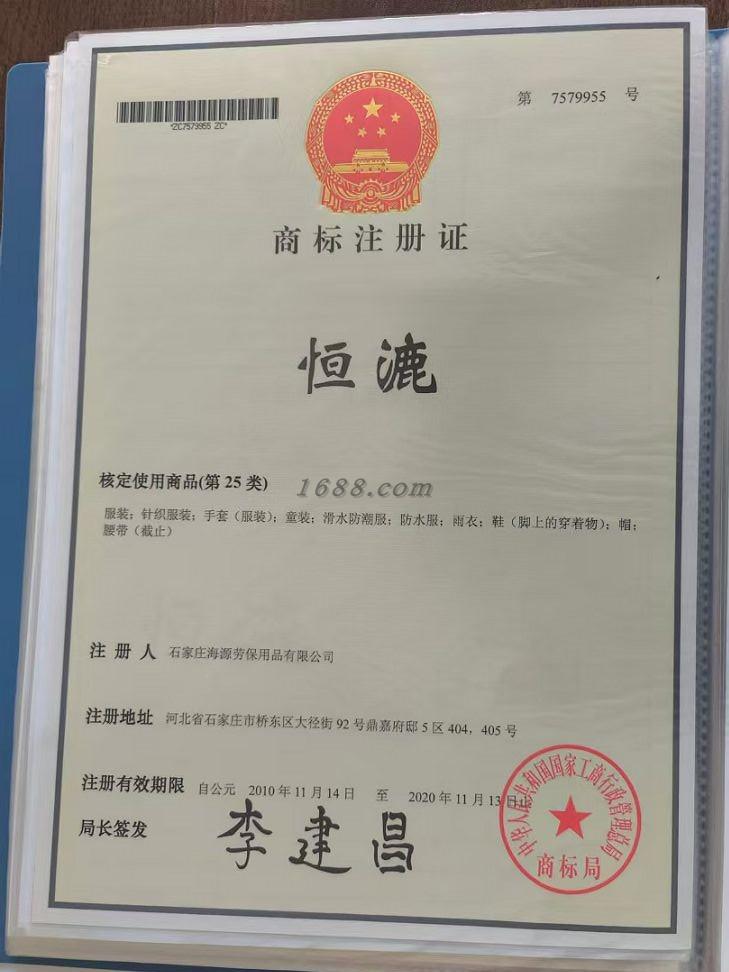 第 7579955 号
*ZC7579955 ZC*
商标注册证
恒漉
核定使用商品(第 25 类)
1688.com
服装；针织服装；手套（服装）；童装；滑水防潮服；防水服；雨衣；鞋（脚上的穿着物）；帽；
腰带（截止）
注册人 石家庄海源劳保用品有限公司
注册地址 河北省石家庄市桥东区大径街 92 号鼎嘉府邸 5 区 404，405 号
注册有效期限 自公元 2010 年 11 月 14 日 至 2020 年 11 月 13 日止
局长签发 李建昌
中华人民共和国国家工商行政管理总局
商标局